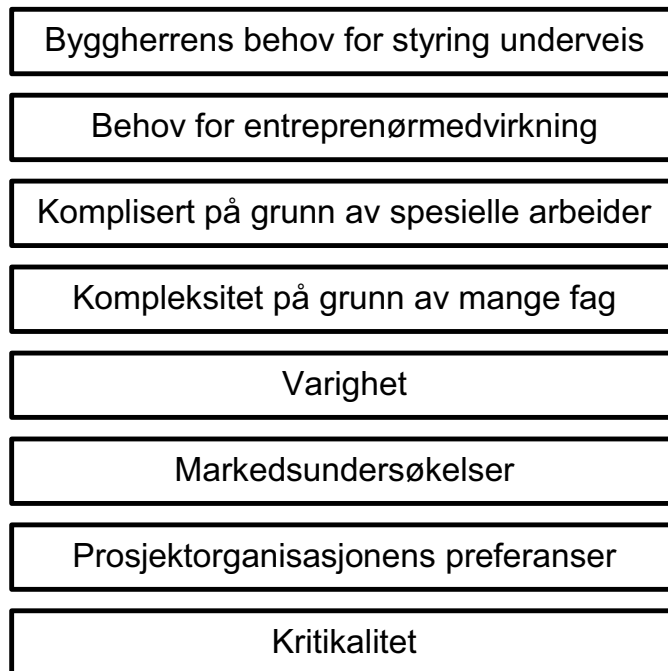 Byggherrens behov for styring underveis
Behov for entreprenørmedvirkning
Komplisert på grunn av spesielle arbeider
Kompleksitet på grunn av mange fag
Varighet
Markedsundersøkelser
Prosjektorganisasjonens preferanser
Kritikalitet